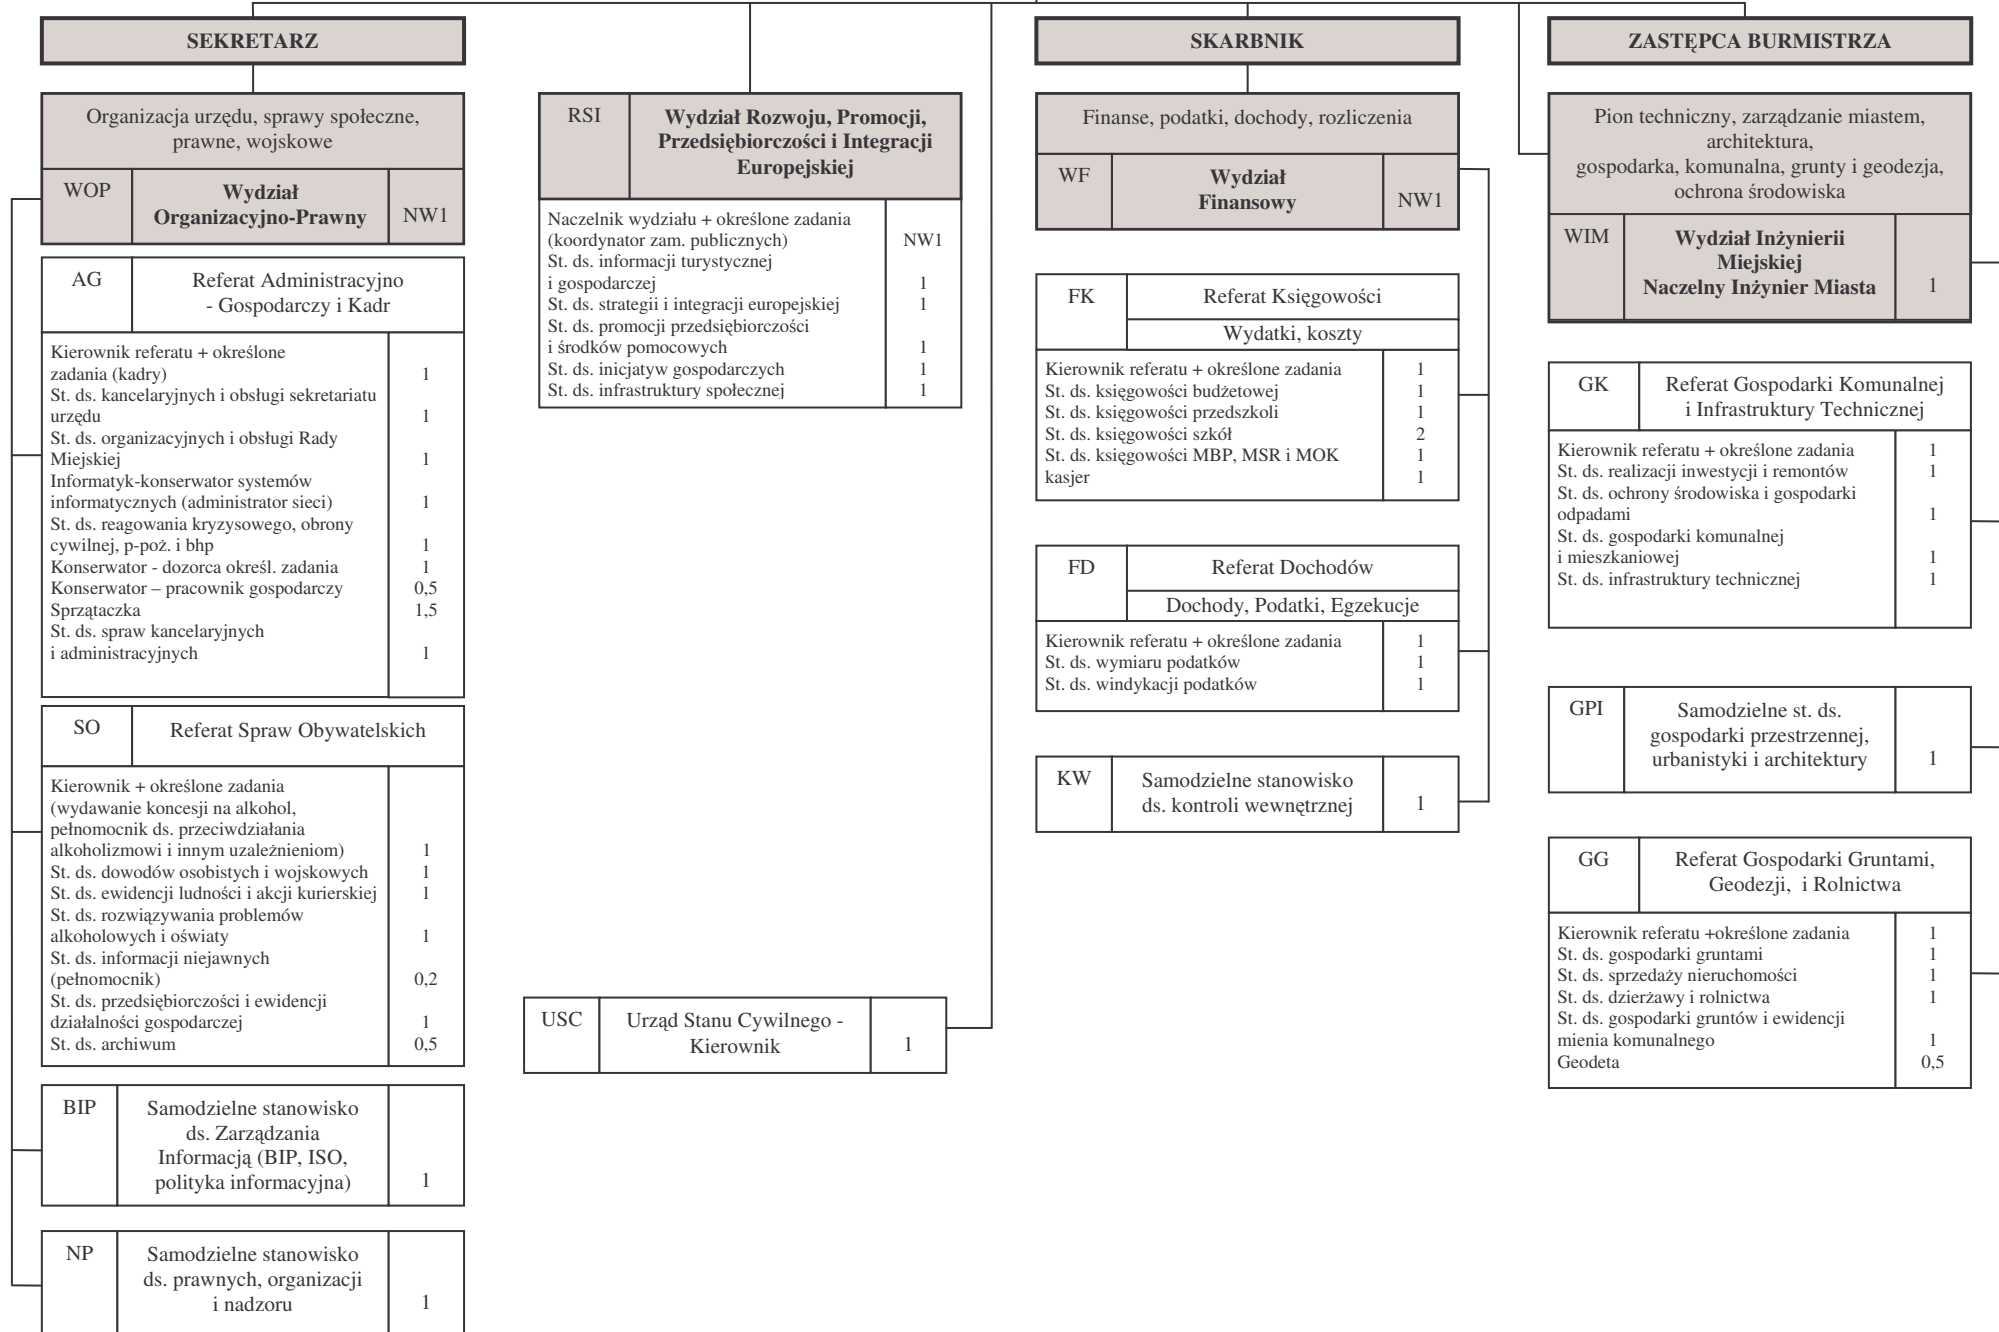 SEKRETARZ
Organizacja urzędu, sprawy społeczne,
prawne, wojskowe
WOP
Wydział
Organizacyjno-Prawny
NW1
AG
Referat Administracyjno
- Gospodarczy i Kadr
Kierownik referatu + określone
zadania (kadry) 1
St. ds. kancelaryjnych i obsługi sekretariatu
urzędu 1
St. ds. organizacyjnych i obsługi Rady
Miejskiej 1
Informatyk-konserwator systemów
informatycznych (administrator sieci) 1
St. ds. reagowania kryzysowego, obrony
cywilnej, p-poż. i bhp 1
Konserwator - dozorca określ. zadania 1
Konserwator – pracownik gospodarczy 0,5
Sprzątaczka 1,5
St. ds. spraw kancelaryjnych
i administracyjnych 1
SO
Referat Spraw Obywatelskich
Kierownik + określone zadania
(wydawanie koncesji na alkohol,
pełnomocnik ds. przeciwdziałania
alkoholizmowi i innym uzależnieniom) 1
St. ds. dowodów osobistych i wojskowych 1
St. ds. ewidencji ludności i akcji kurierskiej 1
St. ds. rozwiązywania problemów
alkoholowych i oświaty 1
St. ds. informacji niejawnych
(pełnomocnik) 0,2
St. ds. przedsiębiorczości i ewidencji
działalności gospodarczej 1
St. ds. archiwum 0,5
BIP
Samodzielne stanowisko
ds. Zarządzania
Informacją (BIP, ISO,
polityka informacyjna) 1
NP
Samodzielne stanowisko
ds. prawnych, organizacji
i nadzoru 1
RSI
Wydział Rozwoju, Promocji,
Przedsiębiorczości i Integracji
Europejskiej
Naczelnik wydziału + określone zadania
(koordynator zam. publicznych) NW1
St. ds. informacji turystycznej
i gospodarczej 1
St. ds. strategii i integracji europejskiej 1
St. ds. promocji przedsiębiorczości
i środków pomocowych 1
St. ds. inicjatyw gospodarczych 1
St. ds. infrastruktury społecznej 1
USC
Urząd Stanu Cywilnego -
Kierownik 1
SKARBNIK
Finanse, podatki, dochody, rozliczenia
WF
Wydział
Finansowy
NW1
FK
Referat Księgowości
Wydatki, koszty
Kierownik referatu + określone zadania 1
St. ds. księgowości budżetowej 1
St. ds. księgowości przedszkoli 1
St. ds. księgowości szkół 2
St. ds. księgowości MBP, MSR i MOK 1
kasjer 1
FD
Referat Dochodów
Dochody, Podatki, Egzekucje
Kierownik referatu + określone zadania 1
St. ds. wymiaru podatków 1
St. ds. windykacji podatków 1
KW
Samodzielne stanowisko
ds. kontroli wewnętrznej 1
ZASTĘPCA BURMISTRZA
Pion techniczny, zarządzanie miastem,
architektura,
gospodarka, komunalna, grunty i geodezja,
ochrona środowiska
WIM
Wydział Inżynierii
Miejskiej
Naczelny Inżynier Miasta 1
GK
Referat Gospodarki Komunalnej
i Infrastruktury Technicznej
Kierownik referatu + określone zadania 1
St. ds. realizacji inwestycji i remontów 1
St. ds. ochrony środowiska i gospodarki
odpadami 1
St. ds. gospodarki komunalnej
i mieszkaniowej 1
St. ds. infrastruktury technicznej 1
GPI
Samodzielne st. ds.
gospodarki przestrzennej,
urbanistyki i architektury 1
GG
Referat Gospodarki Gruntami,
Geodezji, i Rolnictwa
Kierownik referatu +określone zadania 1
St. ds. gospodarki gruntami 1
St. ds. sprzedaży nieruchomości 1
St. ds. dzierżawy i rolnictwa 1
St. ds. gospodarki gruntów i ewidencji
mienia komunalnego 1
Geodeta 0,5